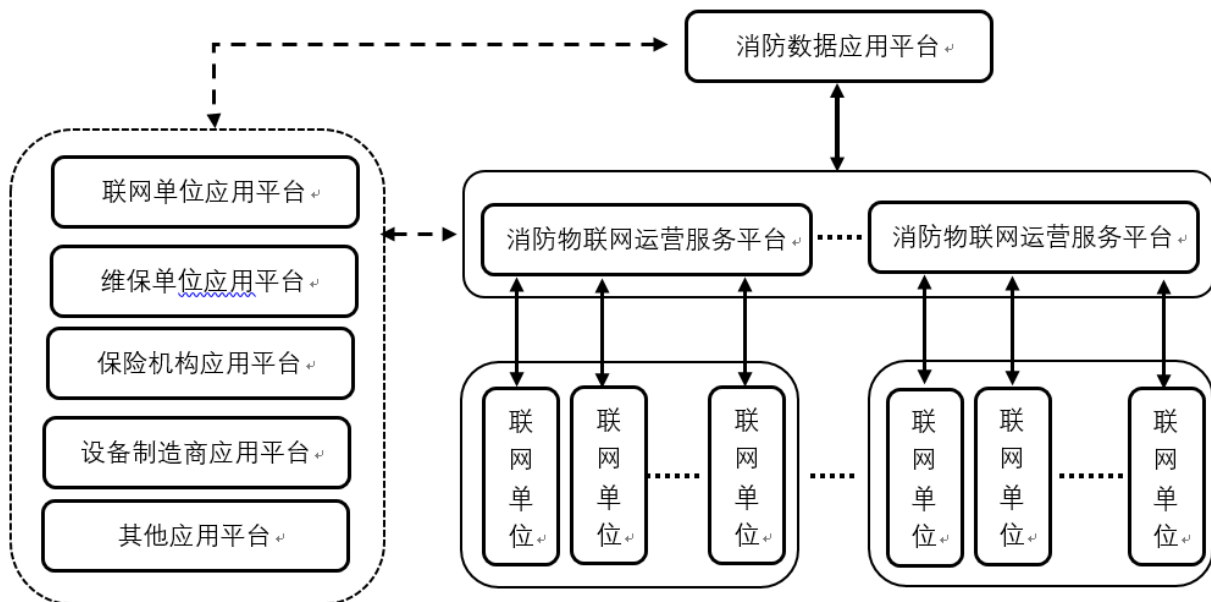 消防数据应用平台
联网单位应用平台
维保单位应用平台
保险机构应用平台
设备制造商应用平台
其他应用平台
消防物联网运营服务平台
消防物联网运营服务平台
联网单位
联网单位
联网单位
联网单位
联网单位
联网单位